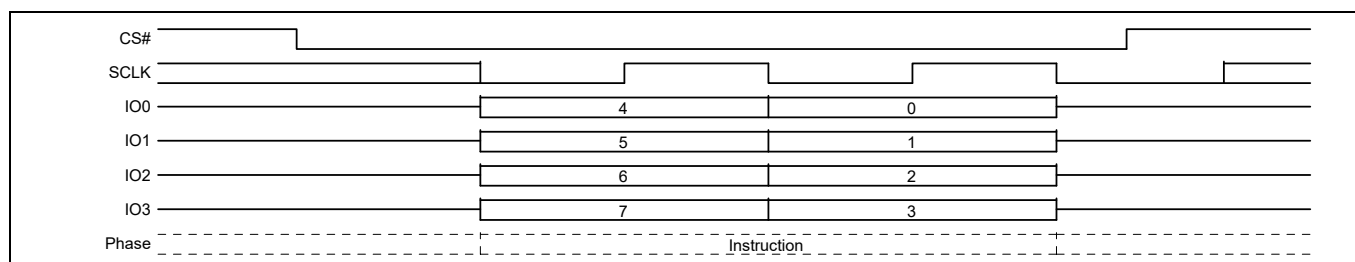 CS#
SCLK
IO0 4 0
IO1 5 1
IO2 6 2
IO3 7 3
Phase Instruction